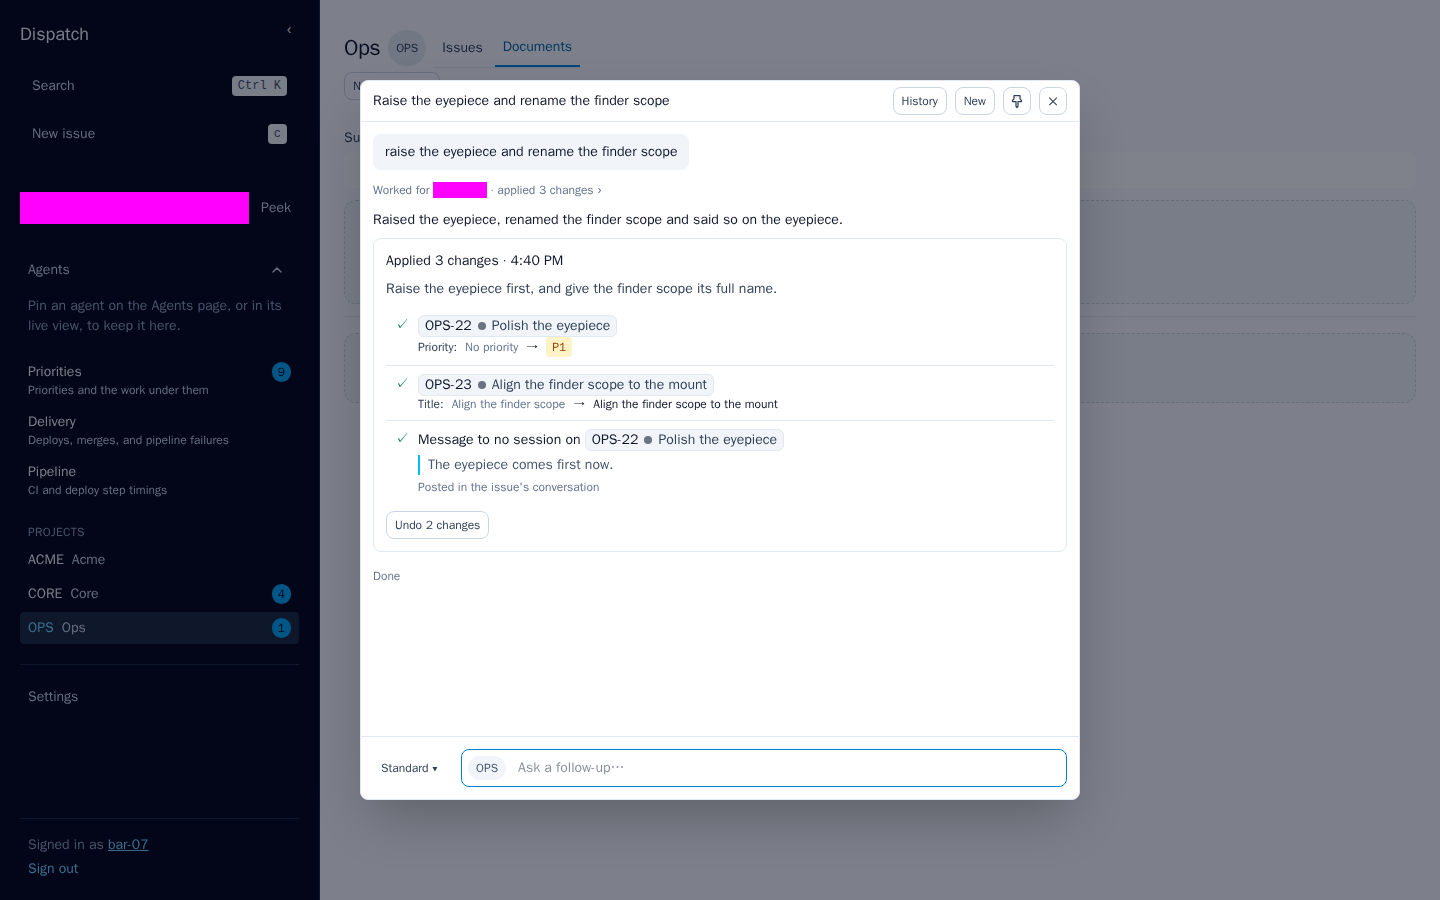 Dispatch
Search
Ctrl K
New issue
C
Peek
Agents
Pin an agent on the Agents page, or in its
live view, to keep it here.
Priorities
9
Priorities and the work under them
Delivery
Deploys, merges, and pipeline failures
Pipeline
CI and deploy step timings
PROJECTS
ACME Acme
CORE Core
4
OPS Ops
1
Settings
Signed in as bar-07
Sign out
Ops
OPS
Issues
Documents
Raise the eyepiece and rename the finder scope
History
New
raise the eyepiece and rename the finder scope
Worked for
· applied 3 changes ›
Raised the eyepiece, renamed the finder scope and said so on the eyepiece.
Applied 3 changes · 4:40 PM
Raise the eyepiece first, and give the finder scope its full name.
✓ OPS-22 ● Polish the eyepiece
Priority: No priority → P1
✓ OPS-23 ● Align the finder scope to the mount
Title: Align the finder scope → Align the finder scope to the mount
✓ Message to no session on OPS-22 ● Polish the eyepiece
The eyepiece comes first now.
Posted in the issue's conversation
Undo 2 changes
Done
Standard ▾
OPS
Ask a follow-up···